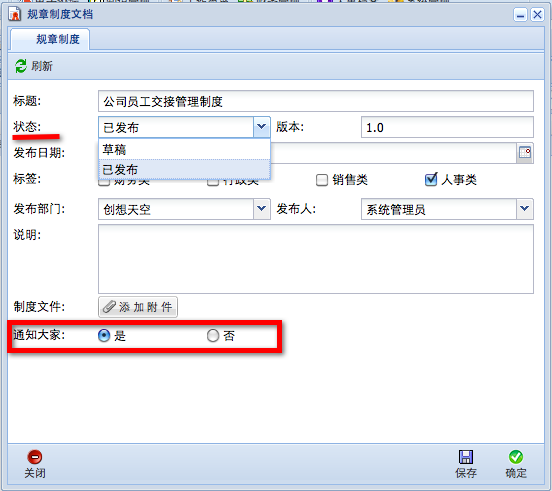 规章制度文档
规章制度
刷新
标题: 公司员工交接管理制度
状态: 已发布 版本: 1.0
草稿
已发布
发布日期:
标签: 财务类 行政类 销售类 人事类
发布部门: 创想天空 发布人: 系统管理员
说明:
制度文件: 添加附件
通知大家: 是 否
关闭 保存 确定